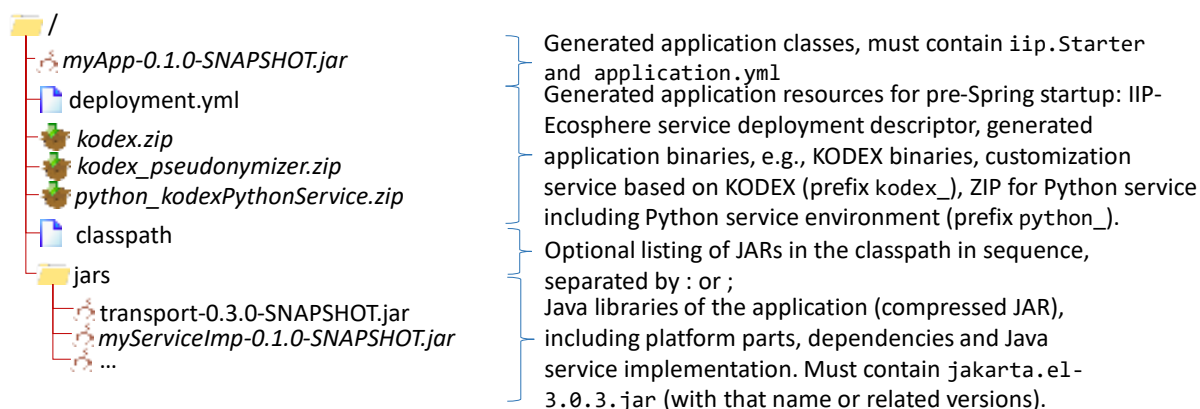 /
myApp-0.1.0-SNAPSHOT.jar
deployment.yml
kodex.zip
kodex_pseudonymizer.zip
python_kodexPythonService.zip
classpath
jars
transport-0.3.0-SNAPSHOT.jar
myServiceImp-0.1.0-SNAPSHOT.jar
...
Generated application classes, must contain iip.Starter
and application.yml
Generated application resources for pre-Spring startup: IIP-
Ecosphere service deployment descriptor, generated
application binaries, e.g., KODEX binaries, customization
service based on KODEX (prefix kodex_), ZIP for Python service
including Python service environment (prefix python_).
Optional listing of JARs in the classpath in sequence,
separated by : or ;
Java libraries of the application (compressed JAR),
including platform parts, dependencies and Java
service implementation. Must contain jakarta.el-
3.0.3.jar (with that name or related versions).